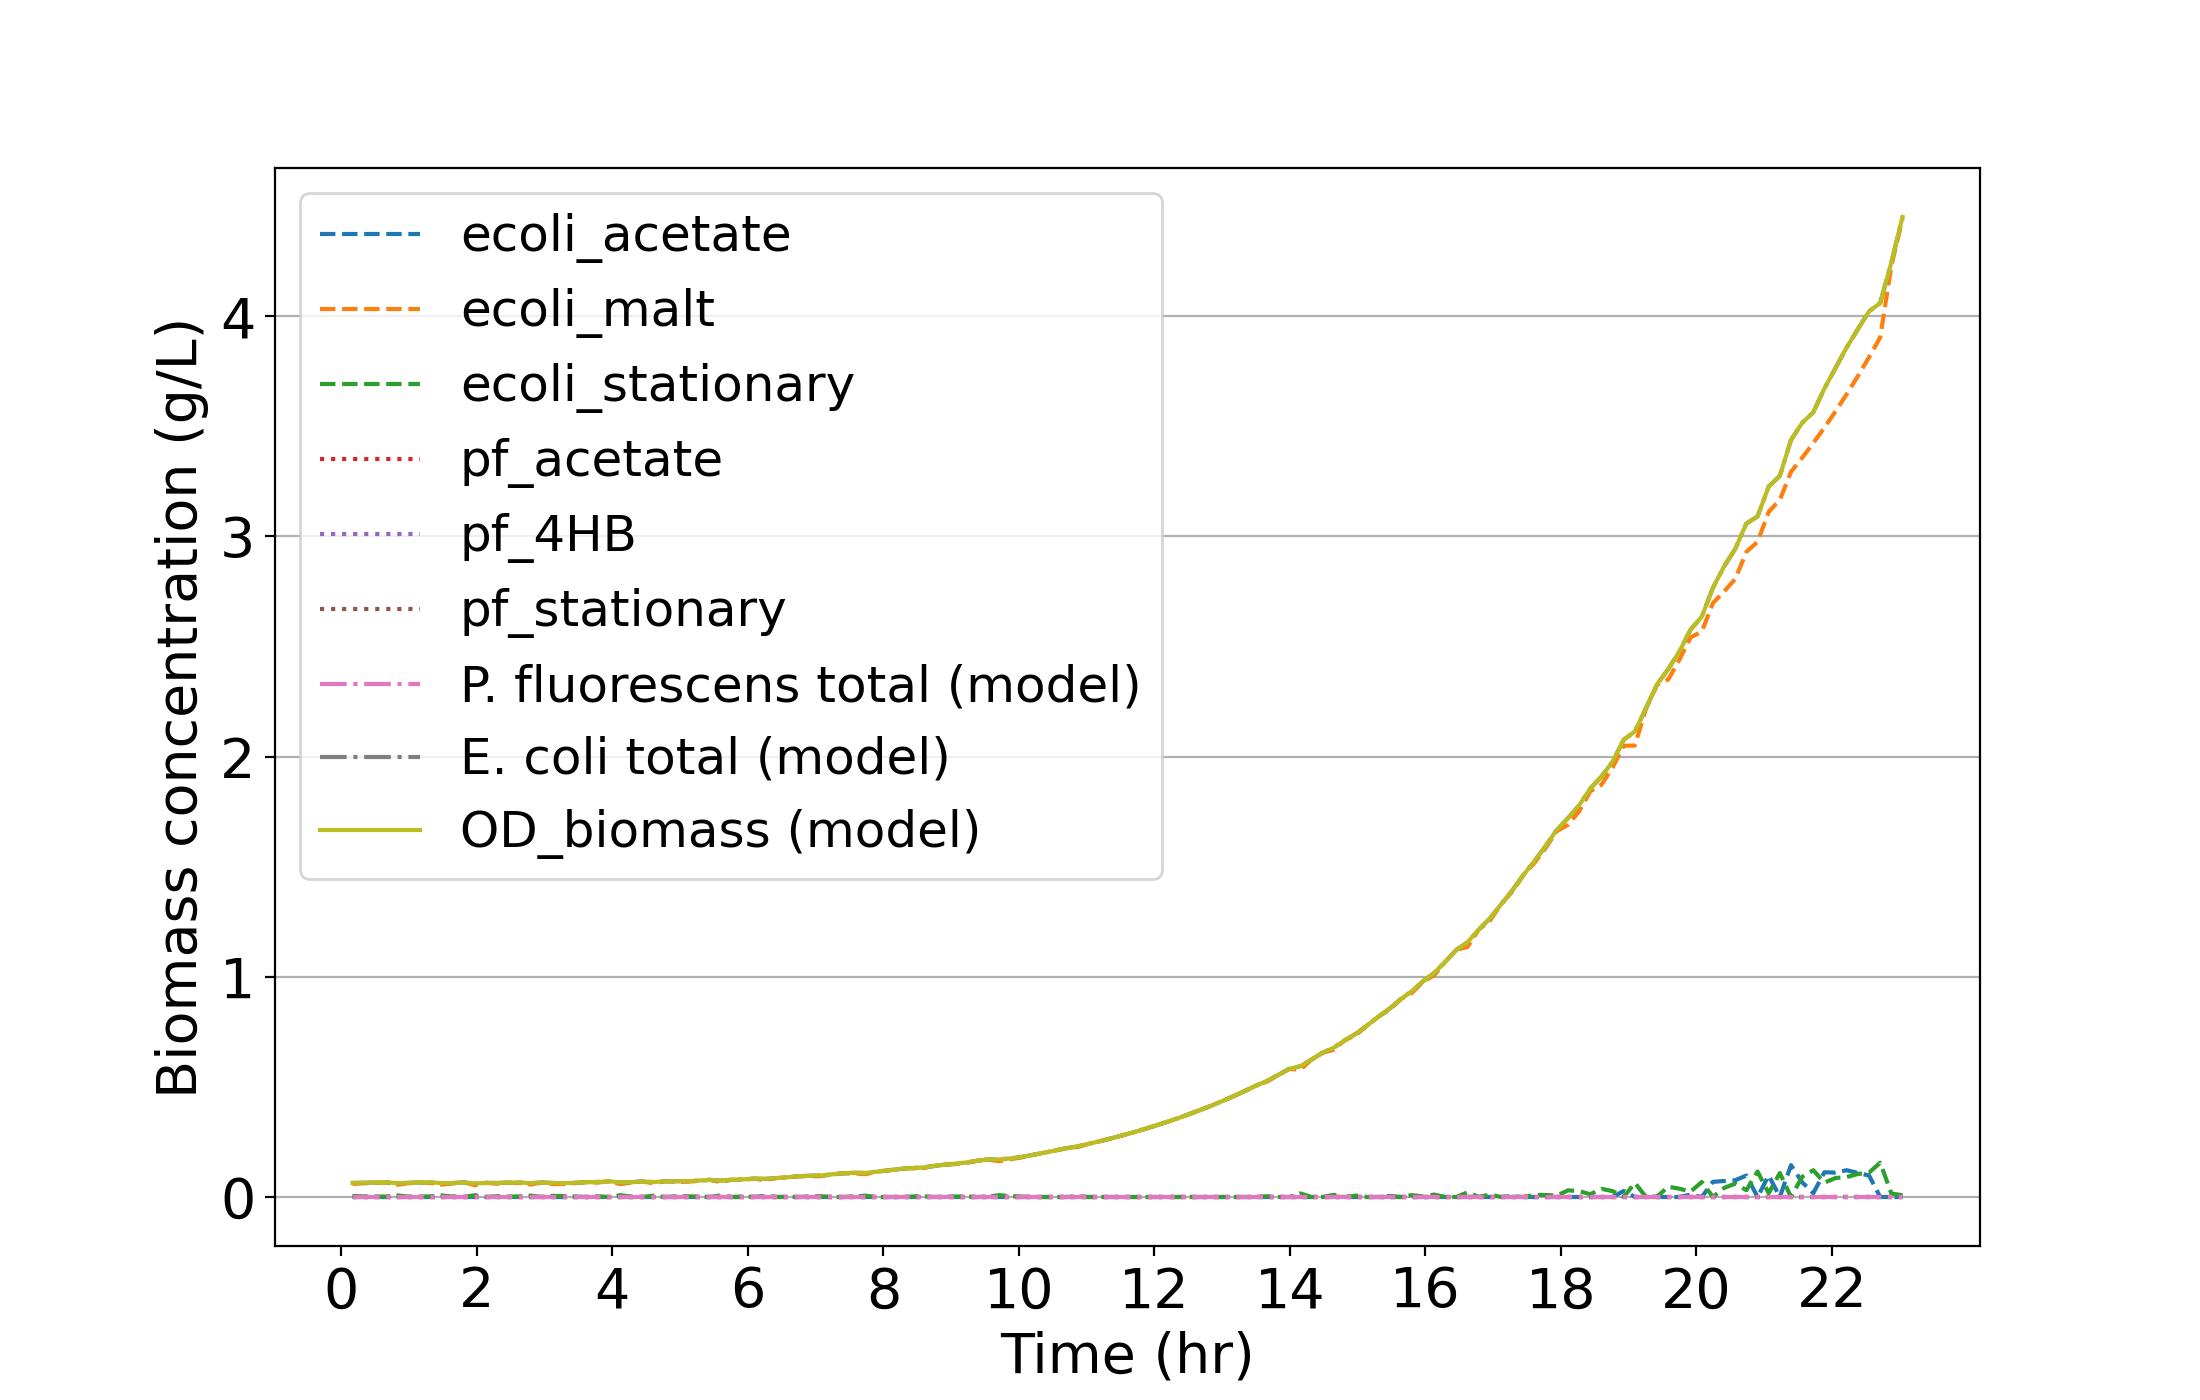 ecoli_acetate
ecoli_malt
ecoli_stationary
pf_acetate
pf_4HB
pf_stationary
P. fluorescens total (model)
E. coli total (model)
OD_biomass (model)
Biomass concentration (g/L)
4
3
2
1
0
0 2 4 6 8 10 12 14 16 18 20 22
Time (hr)